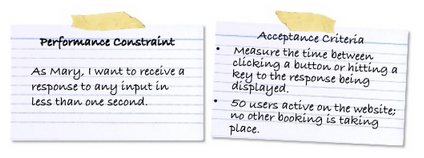 Performance Constraint
As Mary, I want to receive a
response to any input in
less than one second.
Acceptance Criteria
• Measure the time between
clicking a button or hitting a
key to the response being
displayed.
• 50 users active on the website;
no other booking is taking
place.